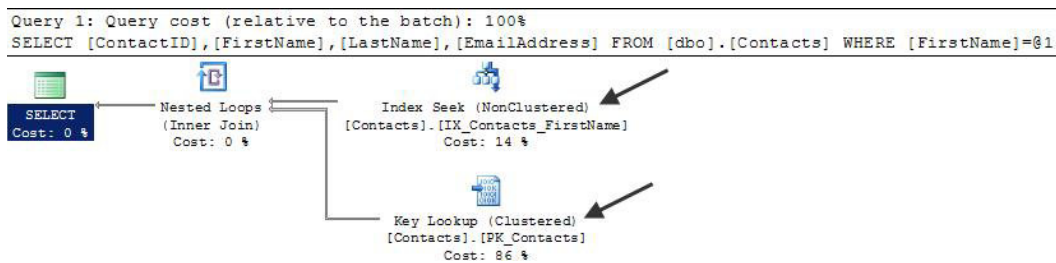 Query 1: Query cost (relative to the batch): 100%
SELECT [ContactID],[FirstName],[LastName],[EmailAddress] FROM [dbo].[Contacts] WHERE [FirstName]=@1
SELECT
Cost: 0 %
Nested Loops
(Inner Join)
Cost: 0 %
Index Seek (NonClustered)
[Contacts].[IX_Contacts_FirstName]
Cost: 14 %
Key Lookup (Clustered)
[Contacts].[PK_Contacts]
Cost: 86 %